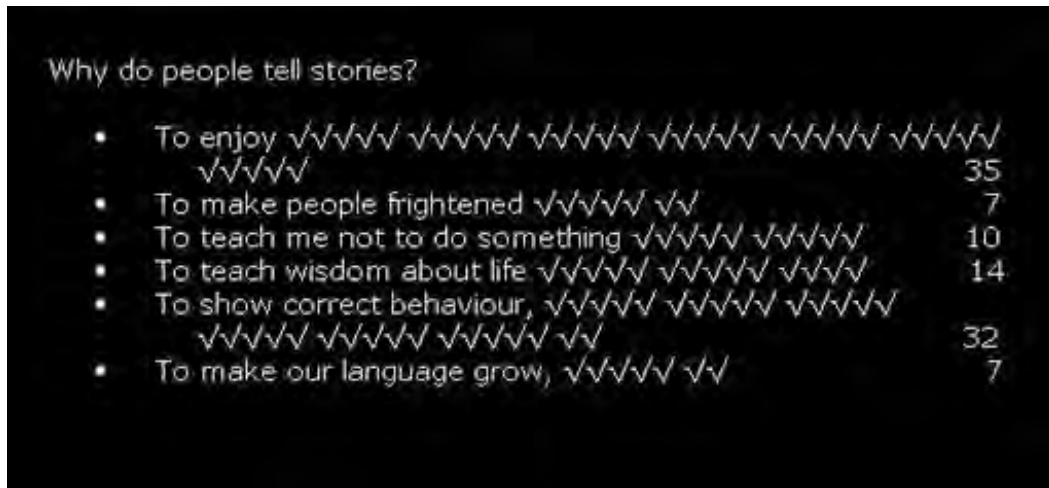 Why do people tell stories?
• To enjoy √√√√√ √√√√√ √√√√√ √√√√√ √√√√√ √√√√√
√√√√√ 35
• To make people frightened √√√√√ √√ 7
• To teach me not to do something √√√√√ √√√√√ 10
• To teach wisdom about life √√√√√ √√√√√ √√√√ 14
• To show correct behaviour, √√√√√ √√√√√ √√√√√
√√√√√ √√√√√ √√√√√ √√ 32
• To make our language grow, √√√√√ √√ 7